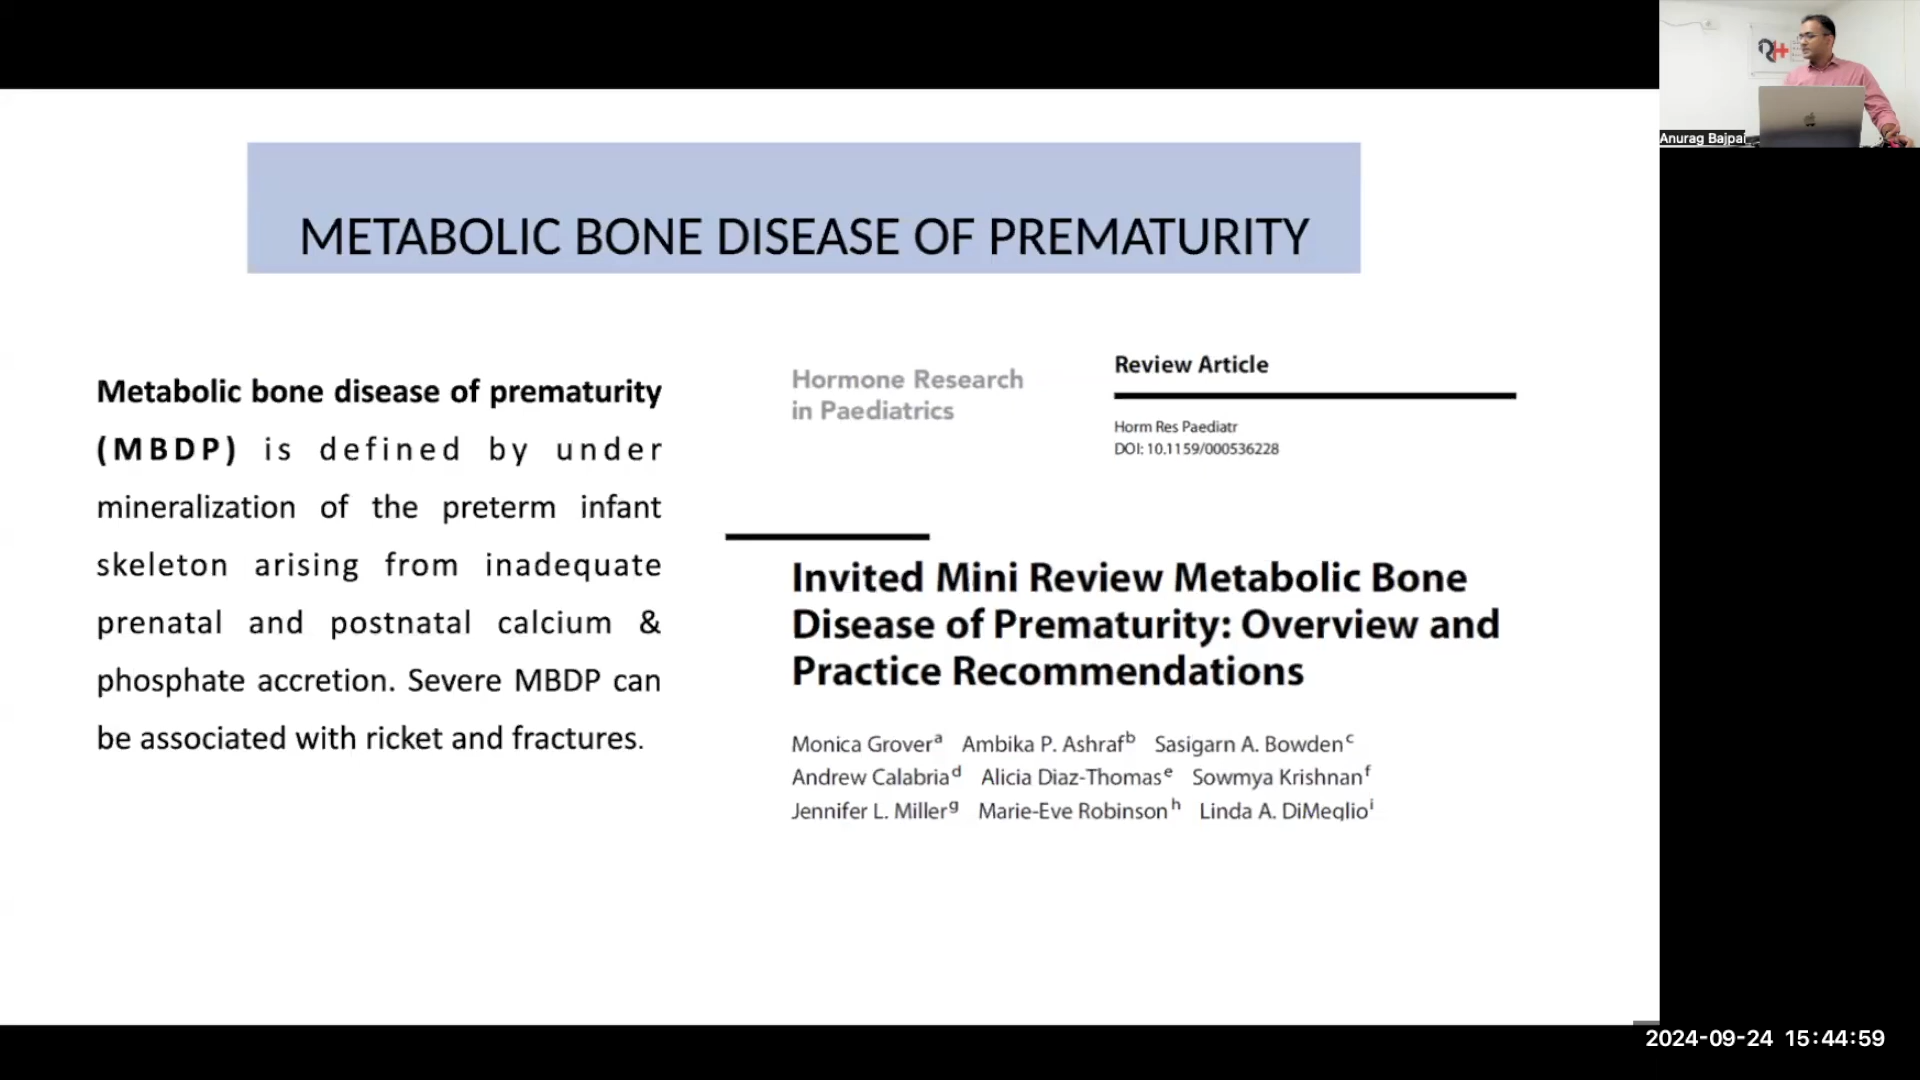 METABOLIC BONE DISEASE OF PREMATURITY
Metabolic bone disease of prematurity
(MBDP) is defined by under
mineralization of the preterm infant
skeleton arising from inadequate
prenatal and postnatal calcium &
phosphate accretion. Severe MBDP can
be associated with ricket and fractures.
Hormone Research
in Paediatrics
Review Article
Horm Res Paediatr
DOI: 10.1159/000536228
Invited Mini Review Metabolic Bone
Disease of Prematurity: Overview and
Practice Recommendations
Monica Groverᵃ Ambika P. Ashrafᵇ Sasigarn A. Bowdenᶜ
Andrew Calabriaᵈ Alicia Diaz-Thomasᵉ Sowmya Krishnanᶠ
Jennifer L. Millerᵍ Marie-Eve Robinsonʰ Linda A. DiMeglioⁱ
Anurag Bajpai
2024-09-24 15:44:59